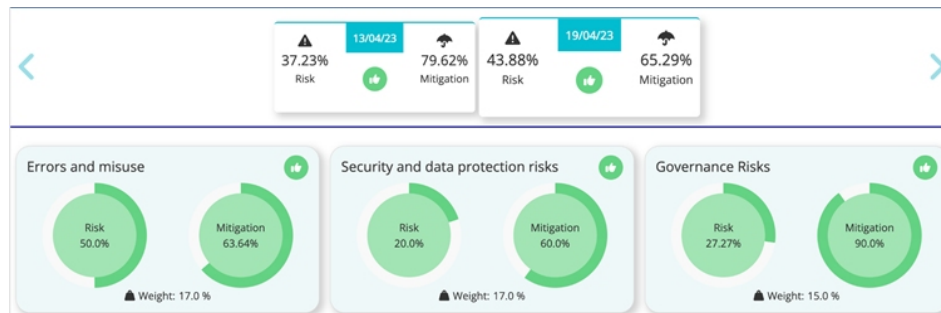 13/04/23
37.23%
Risk
79.62%
Mitigation
19/04/23
43.88%
Risk
65.29%
Mitigation
Errors and misuse
Risk
50.0%
Mitigation
63.64%
Weight: 17.0 %
Security and data protection risks
Risk
20.0%
Mitigation
60.0%
Weight: 17.0 %
Governance Risks
Risk
27.27%
Mitigation
90.0%
Weight: 15.0 %